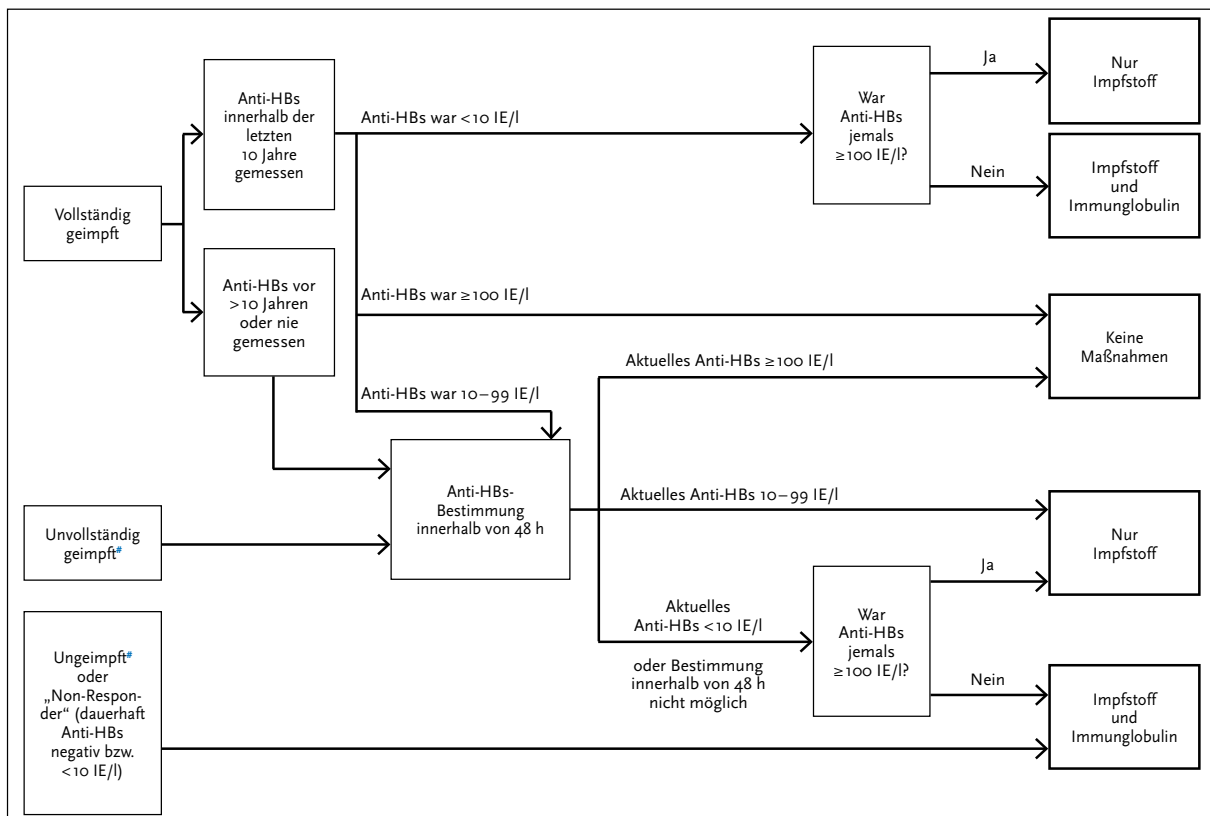 Vollständig
geimpft
Anti-HBs
innerhalb der
letzten
10 Jahre
gemessen
Anti-HBs vor
>10 Jahren
oder nie
gemessen
Anti-HBs war <10 IE/l
War
Anti-HBs
jemals
≥100 IE/l?
Ja
Nur
Impfstoff
Nein
Impfstoff
und
Immunglobulin
Anti-HBs war ≥100 IE/l
Keine
Maßnahmen
Aktuelles Anti-HBs ≥100 IE/l
Anti-HBs war 10–99 IE/l
Unvollständig
geimpft#
Anti-HBs-
Bestimmung
innerhalb von 48 h
Aktuelles Anti-HBs 10–99 IE/l
Nur
Impfstoff
Aktuelles
Anti-HBs <10 IE/l
oder Bestimmung
innerhalb von 48 h
nicht möglich
War
Anti-HBs
jemals
≥100 IE/l?
Ja
Nein
Ungeimpft#
oder
„Non-Respon-
der“ (dauerhaft
Anti-HBs
negativ bzw.
<10 IE/l)
Impfstoff
und
Immunglobulin